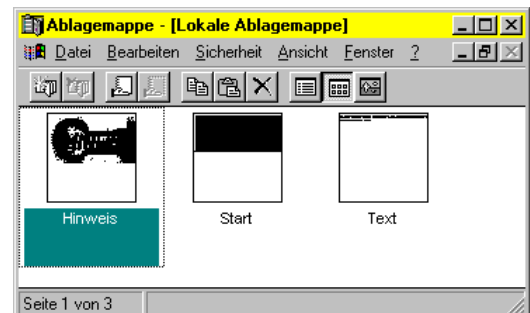 Ablagemappe - [Lokale Ablagemappe]
Datei Bearbeiten Sicherheit Ansicht Fenster ?
Hinweis Start Text
Seite 1 von 3